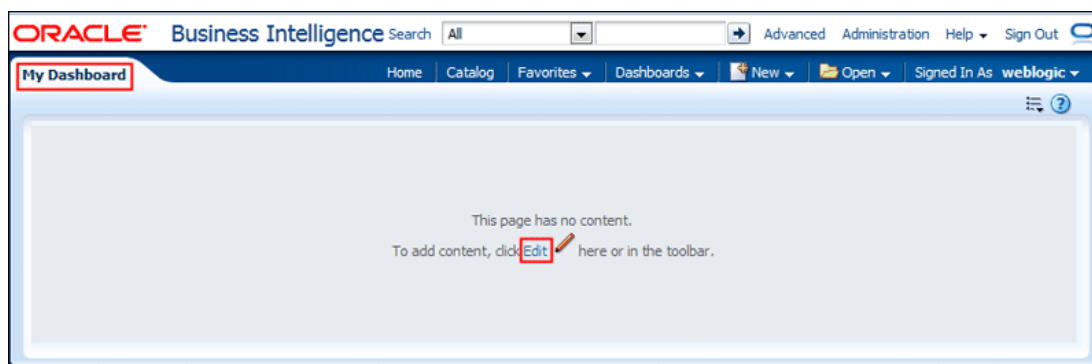 ORACLE Business Intelligence Search All Advanced Administration Help Sign Out
My Dashboard Home Catalog Favorites Dashboards New Open Signed In As weblogic
?
This page has no content.
To add content, click Edit here or in the toolbar.